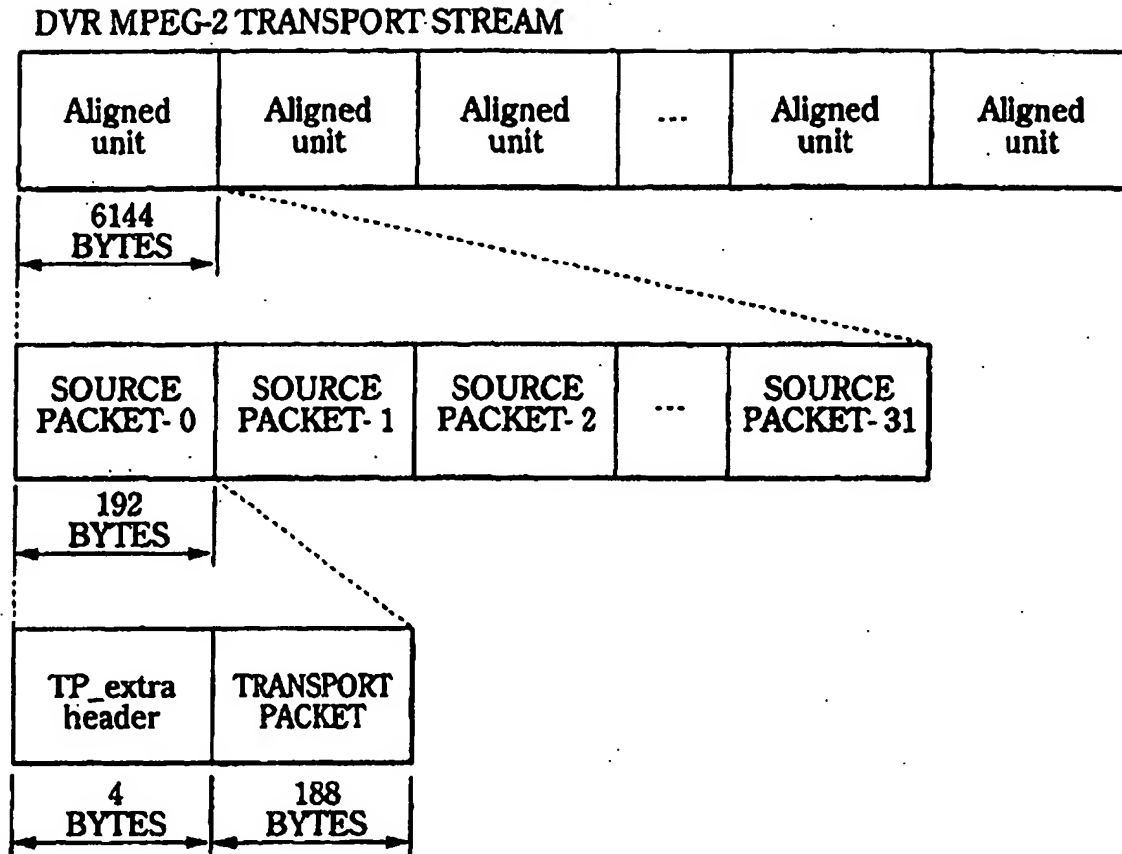 DVR MPEG-2 TRANSPORT STREAM
Aligned unit
Aligned unit
Aligned unit
...
Aligned unit
Aligned unit
6144 BYTES
SOURCE PACKET- 0
SOURCE PACKET- 1
SOURCE PACKET- 2
...
SOURCE PACKET- 31
192 BYTES
TP_extra header
TRANSPORT PACKET
4 BYTES
188 BYTES